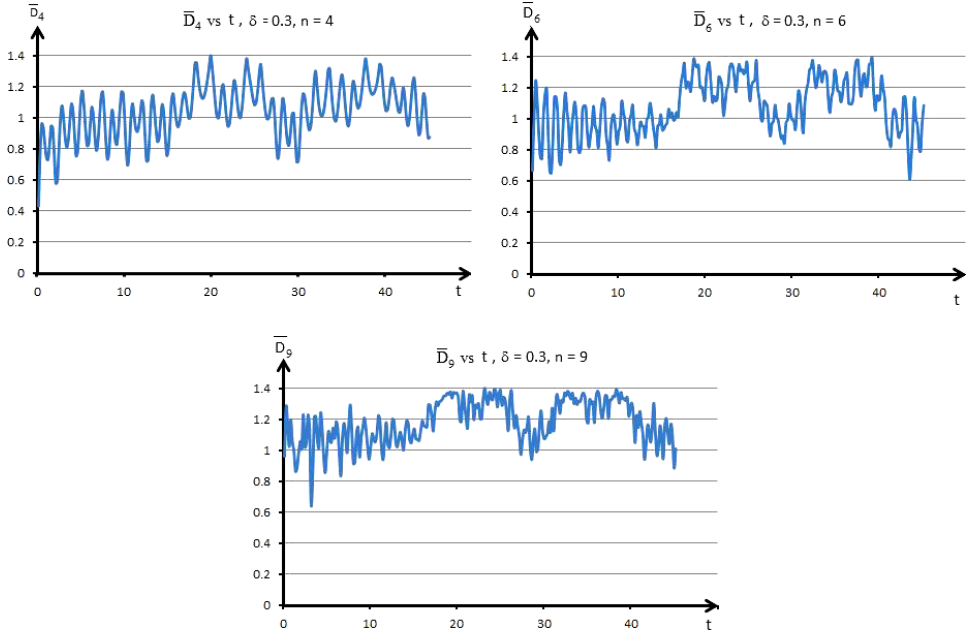 D̅₄
D̅₄ vs t , δ = 0.3, n = 4
1.4
1.2
1
0.8
0.6
0.4
0.2
0
0 10 20 30 40 t
D̅₆
D̅₆ vs t , δ = 0.3, n = 6
1.4
1.2
1
0.8
0.6
0.4
0.2
0
0 10 20 30 40 t
D̅₉
D̅₉ vs t , δ = 0.3, n = 9
1.4
1.2
1
0.8
0.6
0.4
0.2
0
0 10 20 30 40 t